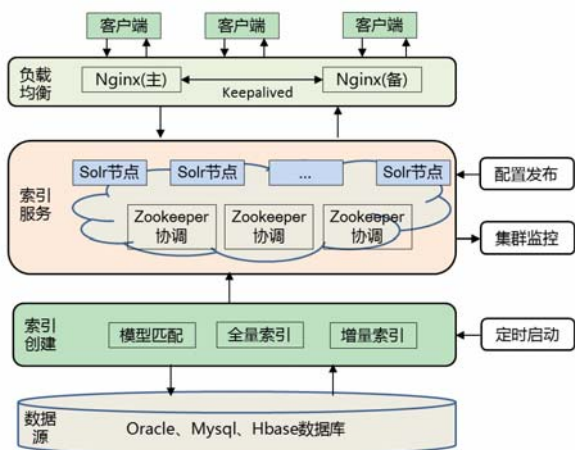 客户端
客户端
客户端
负载
均衡
Nginx(主)
Keepalived
Nginx(备)
索引
服务
Solr节点
Solr节点
...
Solr节点
Zookeeper
协调
Zookeeper
协调
Zookeeper
协调
配置发布
集群监控
索引
创建
模型匹配
全量索引
增量索引
定时启动
数据
源
Oracle、Mysql、Hbase数据库